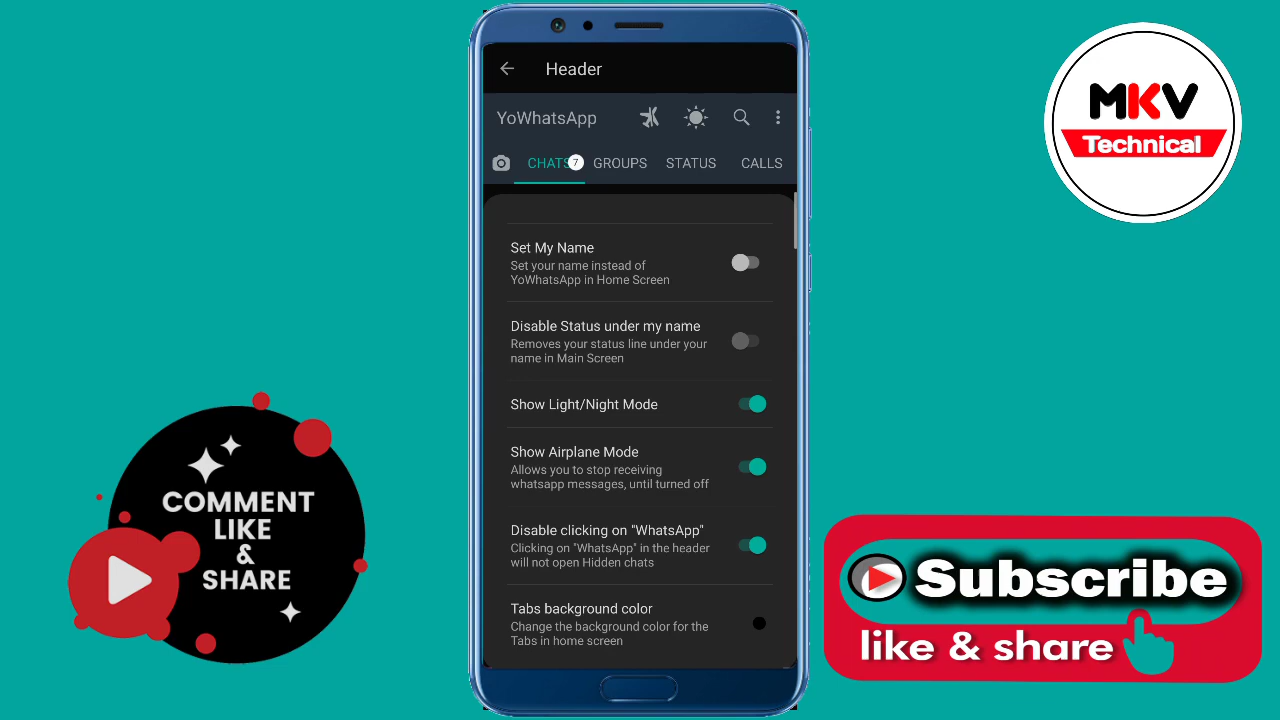 Header
YoWhatsApp
CHATS 7 GROUPS STATUS CALLS
Set My Name
Set your name instead of
YoWhatsApp in Home Screen
Disable Status under my name
Removes your status line under your
name in Main Screen
Show Light/Night Mode
Show Airplane Mode
Allows you to stop receiving
whatsapp messages, until turned off
Disable clicking on "WhatsApp"
Clicking on "WhatsApp" in the header
will not open Hidden chats
Tabs background color
Change the background color for the
Tabs in home screen
MKV
Technical
COMMENT
LIKE
&
SHARE
Subscribe
like & share